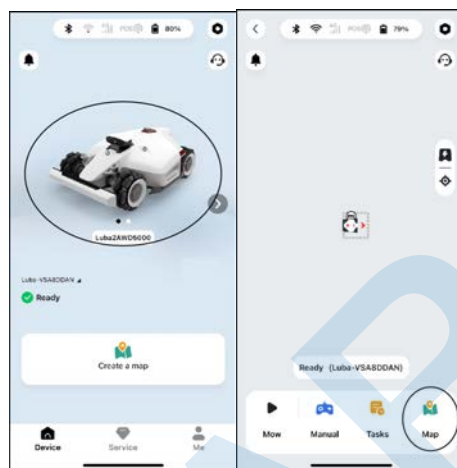 80%
Luba2AWD5000
Luba-VSA8DDAN
Ready
Create a map
Device
Service
Me
79%
Ready (Luba-VSA8DDAN)
Mow
Manual
Tasks
Map